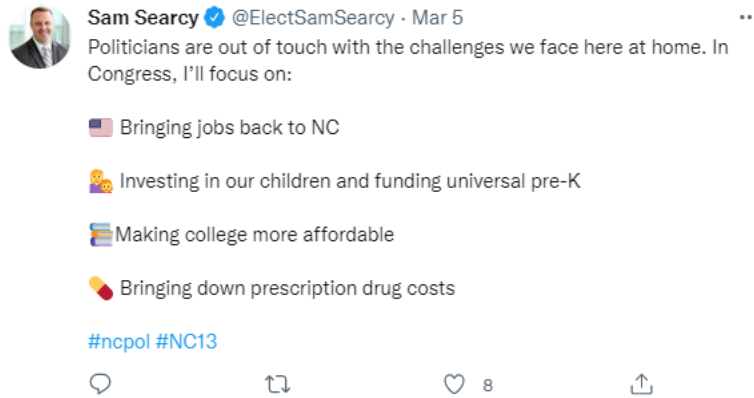 Sam Searcy @ElectSamSearcy · Mar 5
Politicians are out of touch with the challenges we face here at home. In
Congress, I'll focus on:
🇺🇸 Bringing jobs back to NC
👩‍👧 Investing in our children and funding universal pre-K
📚Making college more affordable
💊 Bringing down prescription drug costs
#ncpol #NC13
8